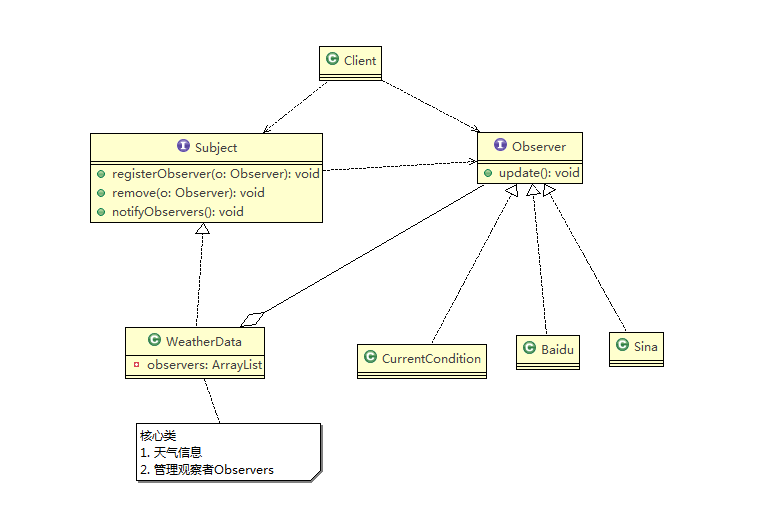 C Client
I Subject
registerObserver(o: Observer): void
remove(o: Observer): void
notifyObservers(): void
I Observer
update(): void
C WeatherData
observers: ArrayList
C CurrentCondition
C Baidu
C Sina
核心类
1. 天气信息
2. 管理观察者Observers